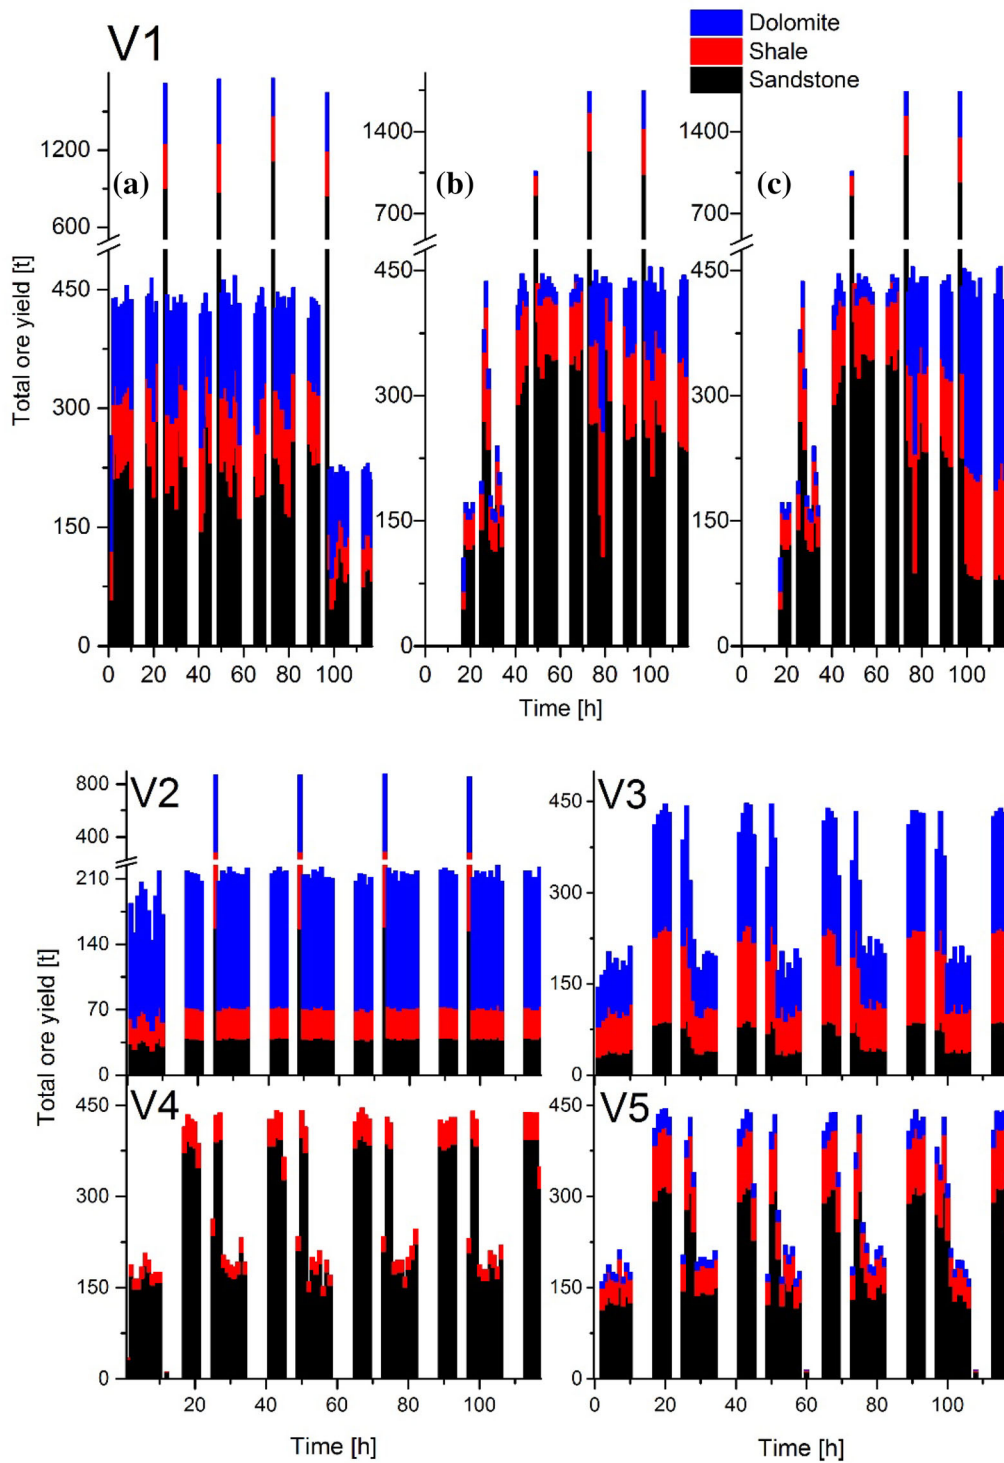 V1
Dolomite
Shale
Sandstone
(a) (b) (c)
1200
600
450
300
150
0
1400
700
450
300
150
0
1400
700
450
300
150
0
Total ore yield [t]
0 20 40 60 80 100
0 20 40 60 80 100
0 20 40 60 80 100
Time [h]
V2
800
400
210
140
70
0
V3
450
300
150
0
Total ore yield [t]
V4
450
300
150
0
V5
450
300
150
0
20 40 60 80 100
0 20 40 60 80 100
Time [h]
Time [h]